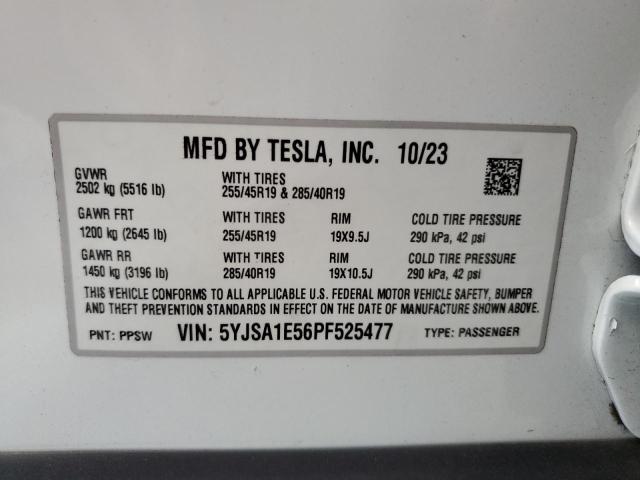 MFD BY TESLA, INC. 10/23
GVWR
2502 kg (5516 lb)
WITH TIRES
255/45R19 & 285/40R19
GAWR FRT
1200 kg (2645 lb)
WITH TIRES
255/45R19
RIM
19X9.5J
COLD TIRE PRESSURE
290 kPa, 42 psi
GAWR RR
1450 kg (3196 lb)
WITH TIRES
285/40R19
RIM
19X10.5J
COLD TIRE PRESSURE
290 kPa, 42 psi
THIS VEHICLE CONFORMS TO ALL APPLICABLE U.S. FEDERAL MOTOR VEHICLE SAFETY, BUMPER
AND THEFT PREVENTION STANDARDS IN EFFECT ON THE DATE OF MANUFACTURE SHOWN ABOVE.
PNT: PPSW VIN: 5YJSA1E56PF525477 TYPE: PASSENGER